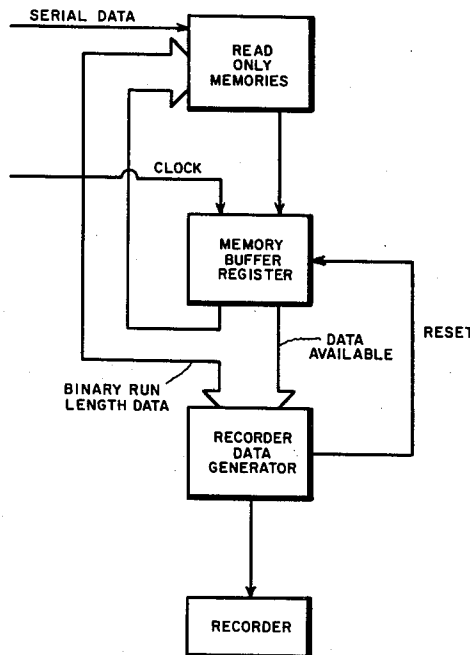 SERIAL DATA
READ
ONLY
MEMORIES
CLOCK
MEMORY
BUFFER
REGISTER
DATA
AVAILABLE
RESET
BINARY RUN
LENGTH DATA
RECORDER
DATA
GENERATOR
RECORDER